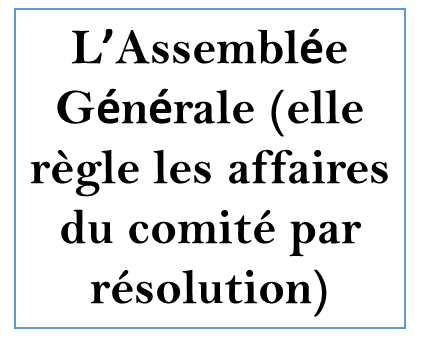 L’Assemblée
Générale (elle
règle les affaires
du comité par
résolution)